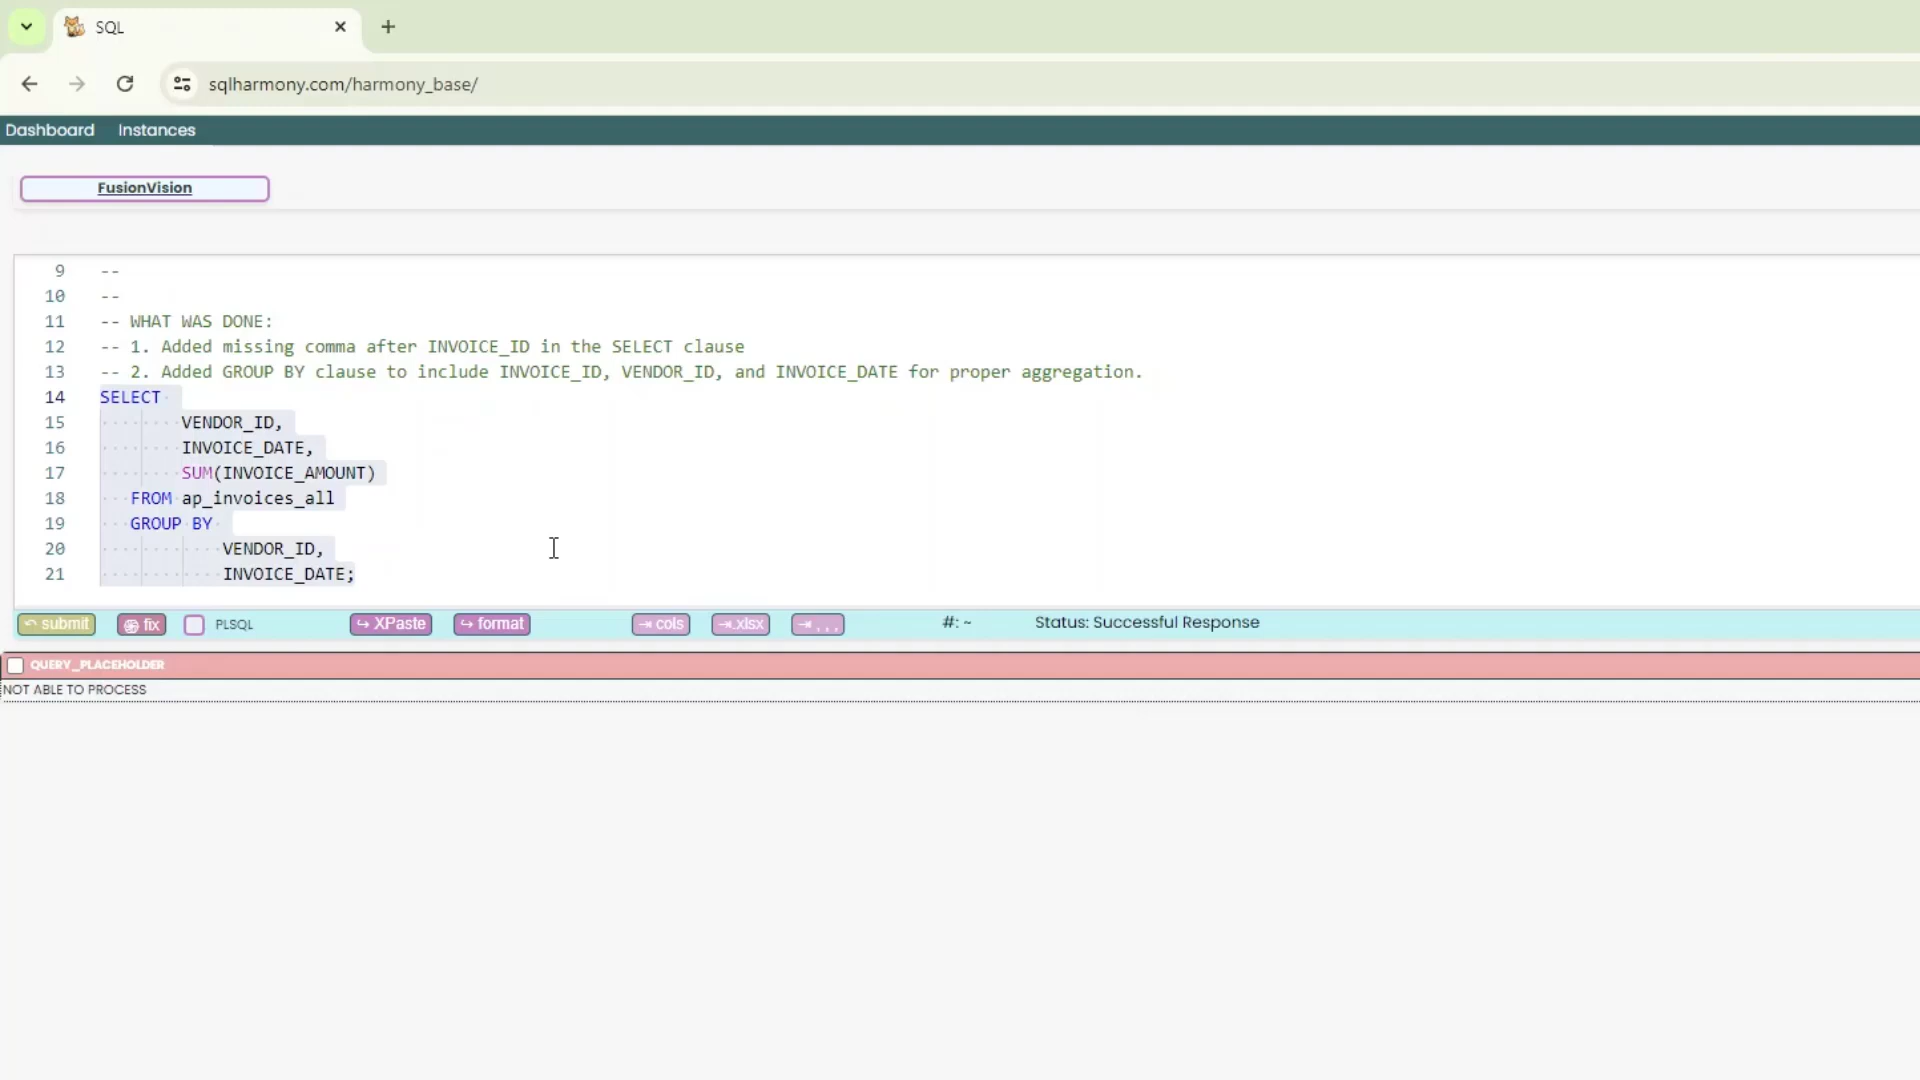 SQL
sqlharmony.com/harmony_base/
Dashboard Instances
FusionVision
9 --
10 --
11 -- WHAT WAS DONE:
12 -- 1. Added missing comma after INVOICE_ID in the SELECT clause
13 -- 2. Added GROUP BY clause to include INVOICE_ID, VENDOR_ID, and INVOICE_DATE for proper aggregation.
14 SELECT
15 VENDOR_ID,
16 INVOICE_DATE,
17 SUM(INVOICE_AMOUNT)
18 FROM ap_invoices_all
19 GROUP BY
20 VENDOR_ID,
21 INVOICE_DATE;
submit fix PLSQL XPaste format cols .xlsx ... #: ~ Status: Successful Response
QUERY_PLACEHOLDER
NOT ABLE TO PROCESS